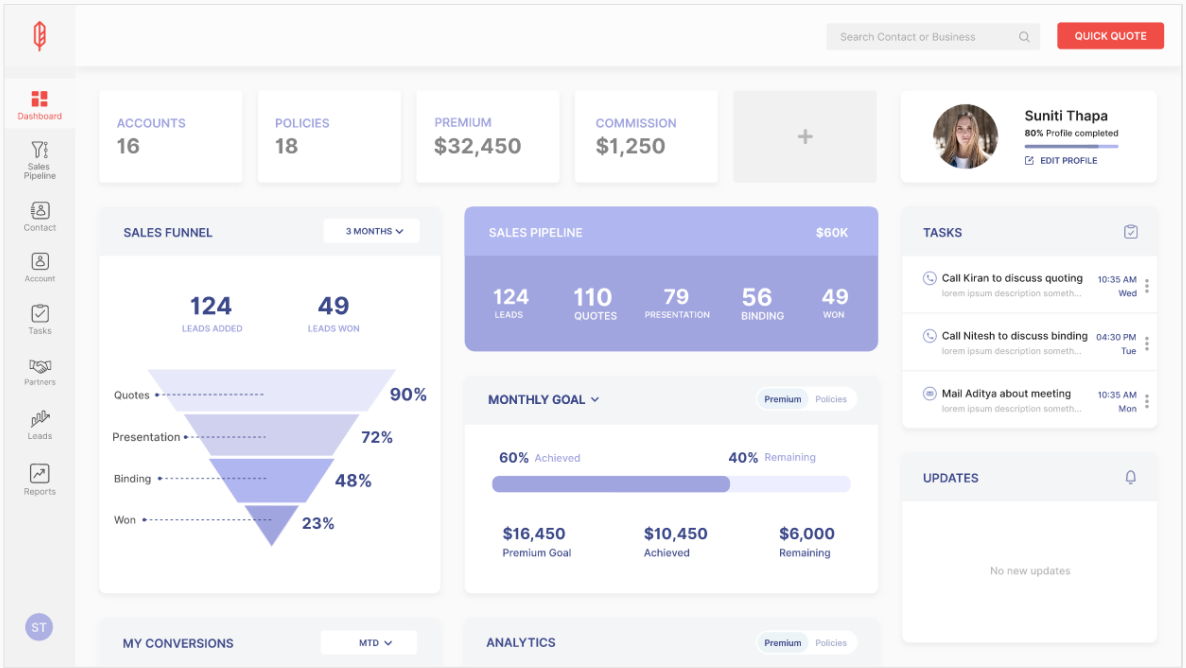 Search Contact or Business
QUICK QUOTE
Dashboard
Sales
Pipeline
Contact
Account
Tasks
Partners
Leads
Reports
ST
ACCOUNTS
16
POLICIES
18
PREMIUM
$32,450
COMMISSION
$1,250
+
Suniti Thapa
80% Profile completed
EDIT PROFILE
SALES FUNNEL
3 MONTHS
124
LEADS ADDED
49
LEADS WON
Quotes
90%
Presentation
72%
Binding
48%
Won
23%
SALES PIPELINE
$60K
124
LEADS
110
QUOTES
79
PRESENTATION
56
BINDING
49
WON
MONTHLY GOAL
Premium
Policies
60% Achieved
40% Remaining
$16,450
Premium Goal
$10,450
Achieved
$6,000
Remaining
TASKS
Call Kiran to discuss quoting
lorem ipsum description someth...
10:35 AM
Wed
Call Nitesh to discuss binding
lorem ipsum description someth...
04:30 PM
Tue
Mail Aditya about meeting
lorem ipsum description someth...
10:35 AM
Mon
UPDATES
No new updates
MY CONVERSIONS
MTD
ANALYTICS
Premium
Policies